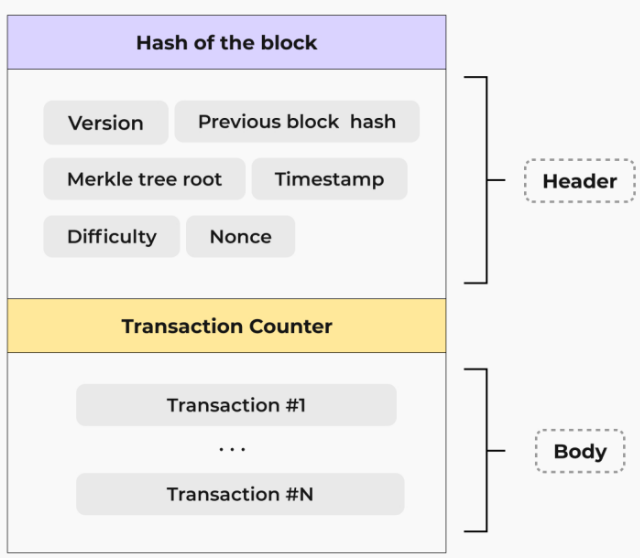 Hash of the block
Version
Previous block hash
Merkle tree root
Timestamp
Difficulty
Nonce
Header
Transaction Counter
Transaction #1
...
Transaction #N
Body